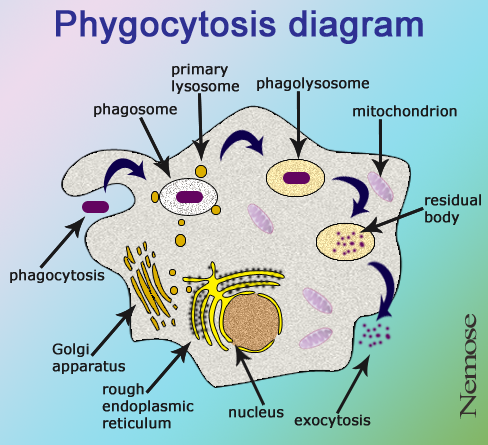 Phygocytosis diagram
primary
lysosome
phagosome
phagolysosome
mitochondrion
residual
body
phagocytosis
Golgi
apparatus
rough
endoplasmic
reticulum
nucleus
exocytosis
Nemose